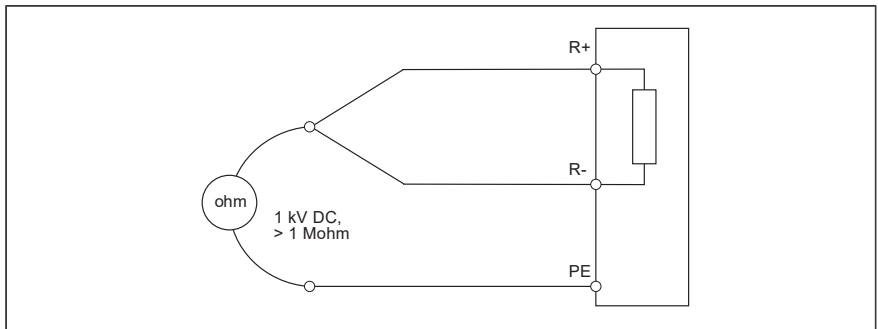 R+
R-
ohm
1 kV DC,
> 1 Mohm
PE